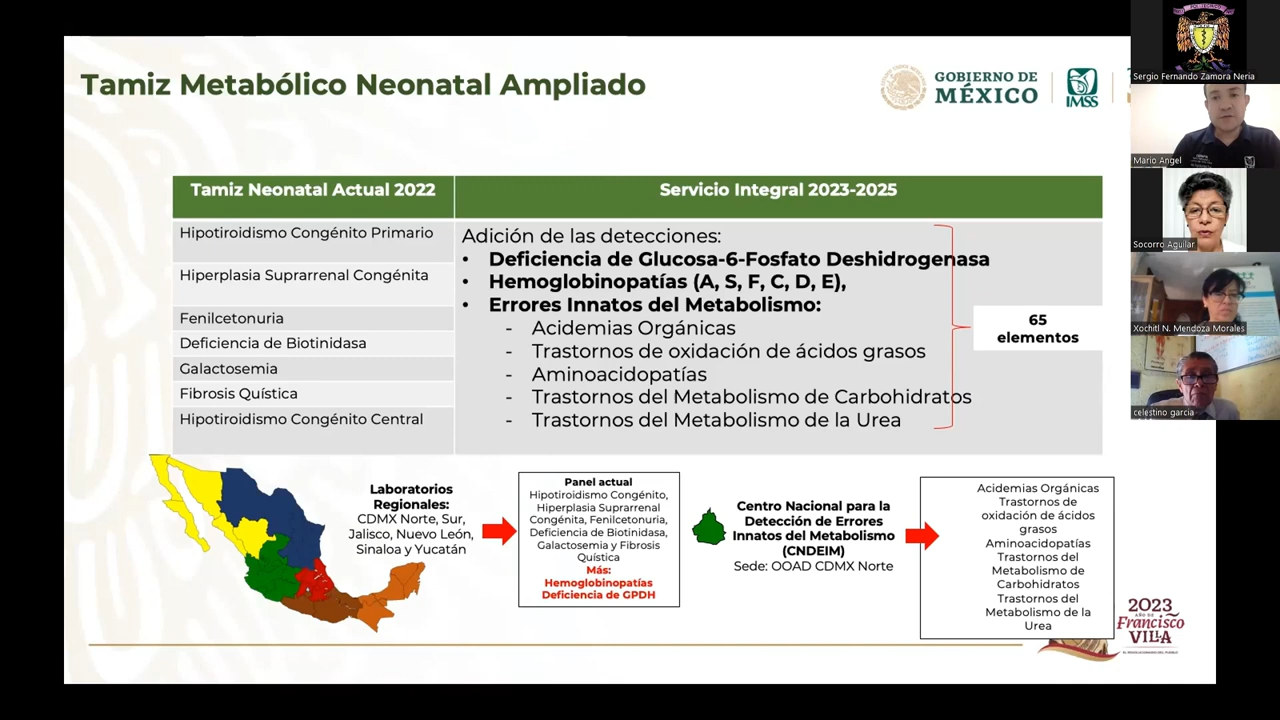 Tamiz Metabólico Neonatal Ampliado
GOBIERNO DE
MÉXICO
IMSS
Tamiz Neonatal Actual 2022
Servicio Integral 2023-2025
Hipotiroidismo Congénito Primario
Hiperplasia Suprarrenal Congénita
Fenilcetonuria
Deficiencia de Biotinidasa
Galactosemia
Fibrosis Quística
Hipotiroidismo Congénito Central
Adición de las detecciones:
• Deficiencia de Glucosa-6-Fosfato Deshidrogenasa
• Hemoglobinopatías (A, S, F, C, D, E),
• Errores Innatos del Metabolismo:
- Acidemias Orgánicas
- Trastornos de oxidación de ácidos grasos
- Aminoacidopatías
- Trastornos del Metabolismo de Carbohidratos
- Trastornos del Metabolismo de la Urea
65
elementos
Laboratorios
Regionales:
CDMX Norte, Sur,
Jalisco, Nuevo León,
Sinaloa y Yucatán
Panel actual
Hipotiroidismo Congénito,
Hiperplasia Suprarrenal
Congénita, Fenilcetonuria,
Deficiencia de Biotinidasa,
Galactosemia y Fibrosis
Quística
Más:
Hemoglobinopatías
Deficiencia de GPDH
Centro Nacional para la
Detección de Errores
Innatos del Metabolismo
(CNDEIM)
Sede: OOAD CDMX Norte
Acidemias Orgánicas
Trastornos de
oxidación de ácidos
grasos
Aminoacidopatías
Trastornos del
Metabolismo de
Carbohidratos
Trastornos del
Metabolismo de la
Urea
2023
AÑO DE
Francisco
VILLA
EL REVOLUCIONARIO DEL PUEBLO
Sergio Fernando Zamora Neria
Mario Angel
Socorro Aguilar
Xochitl N. Mendoza Morales
celestino garcia